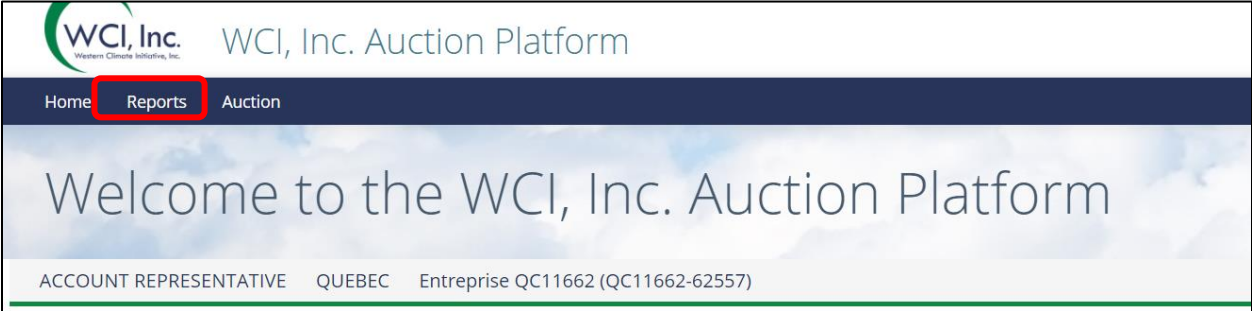 WCI, Inc.
Western Climate Initiative, Inc.
WCI, Inc. Auction Platform
Home Reports Auction
Welcome to the WCI, Inc. Auction Platform
ACCOUNT REPRESENTATIVE QUEBEC Entreprise QC11662 (QC11662-62557)